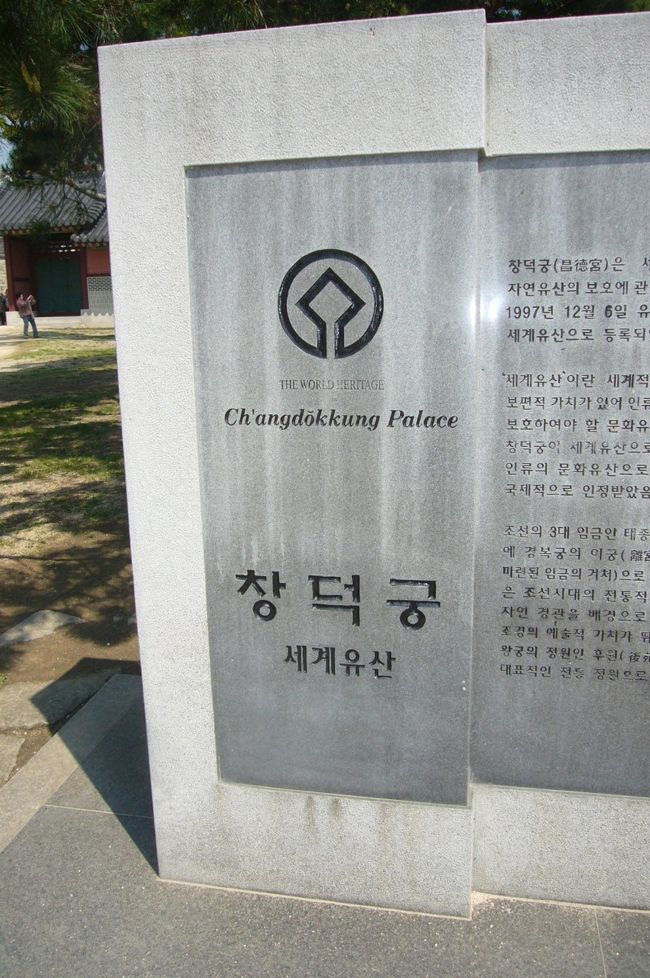 THE WORLD HERITAGE
Ch'angdŏkkung Palace
창덕궁
세계유산
창덕궁(昌德宮)은
자연유산의 보호에 관
1997년 12월 6일 유
세계유산으로 등록되
'세계유산'이란 세계적
보편적 가치가 있어 인류
보호하여야 할 문화유
창덕궁이 세계유산으로
인류의 문화유산으로
국제적으로 인정받았음
조선의 3대 임금안 태종
에 경복궁의 이궁(離宮
마련된 임금의 거처)으로
은 조선시대의 전통적
자연 경관을 배경으로
조경의 예술적 가치가
왕궁의 정원인 후원(後苑
대표적인 전통 정원으로